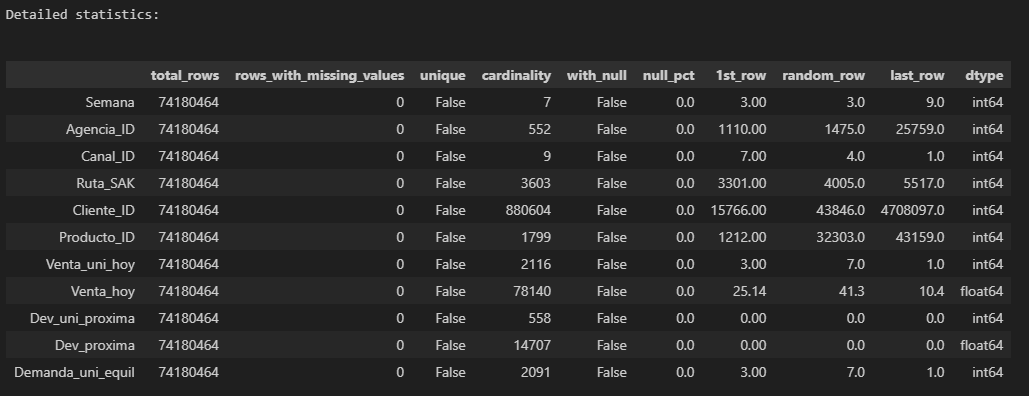 Detailed statistics:
total_rows rows_with_missing_values unique cardinality with_null null_pct 1st_row random_row last_row dtype
Semana 74180464 0 False 7 False 0.0 3.00 3.0 9.0 int64
Agencia_ID 74180464 0 False 552 False 0.0 1110.00 1475.0 25759.0 int64
Canal_ID 74180464 0 False 9 False 0.0 7.00 4.0 1.0 int64
Ruta_SAK 74180464 0 False 3603 False 0.0 3301.00 4005.0 5517.0 int64
Cliente_ID 74180464 0 False 880604 False 0.0 15766.00 43846.0 4708097.0 int64
Producto_ID 74180464 0 False 1799 False 0.0 1212.00 32303.0 43159.0 int64
Venta_uni_hoy 74180464 0 False 2116 False 0.0 3.00 7.0 1.0 int64
Venta_hoy 74180464 0 False 78140 False 0.0 25.14 41.3 10.4 float64
Dev_uni_proxima 74180464 0 False 558 False 0.0 0.00 0.0 0.0 int64
Dev_proxima 74180464 0 False 14707 False 0.0 0.00 0.0 0.0 float64
Demanda_uni_equil 74180464 0 False 2091 False 0.0 3.00 7.0 1.0 int64